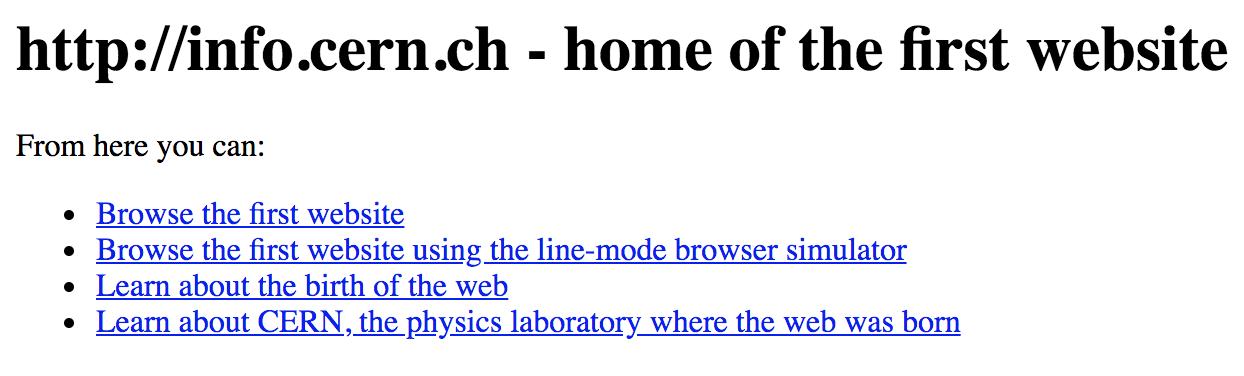 http://info.cern.ch - home of the first website
From here you can:
Browse the first website
Browse the first website using the line-mode browser simulator
Learn about the birth of the web
Learn about CERN, the physics laboratory where the web was born